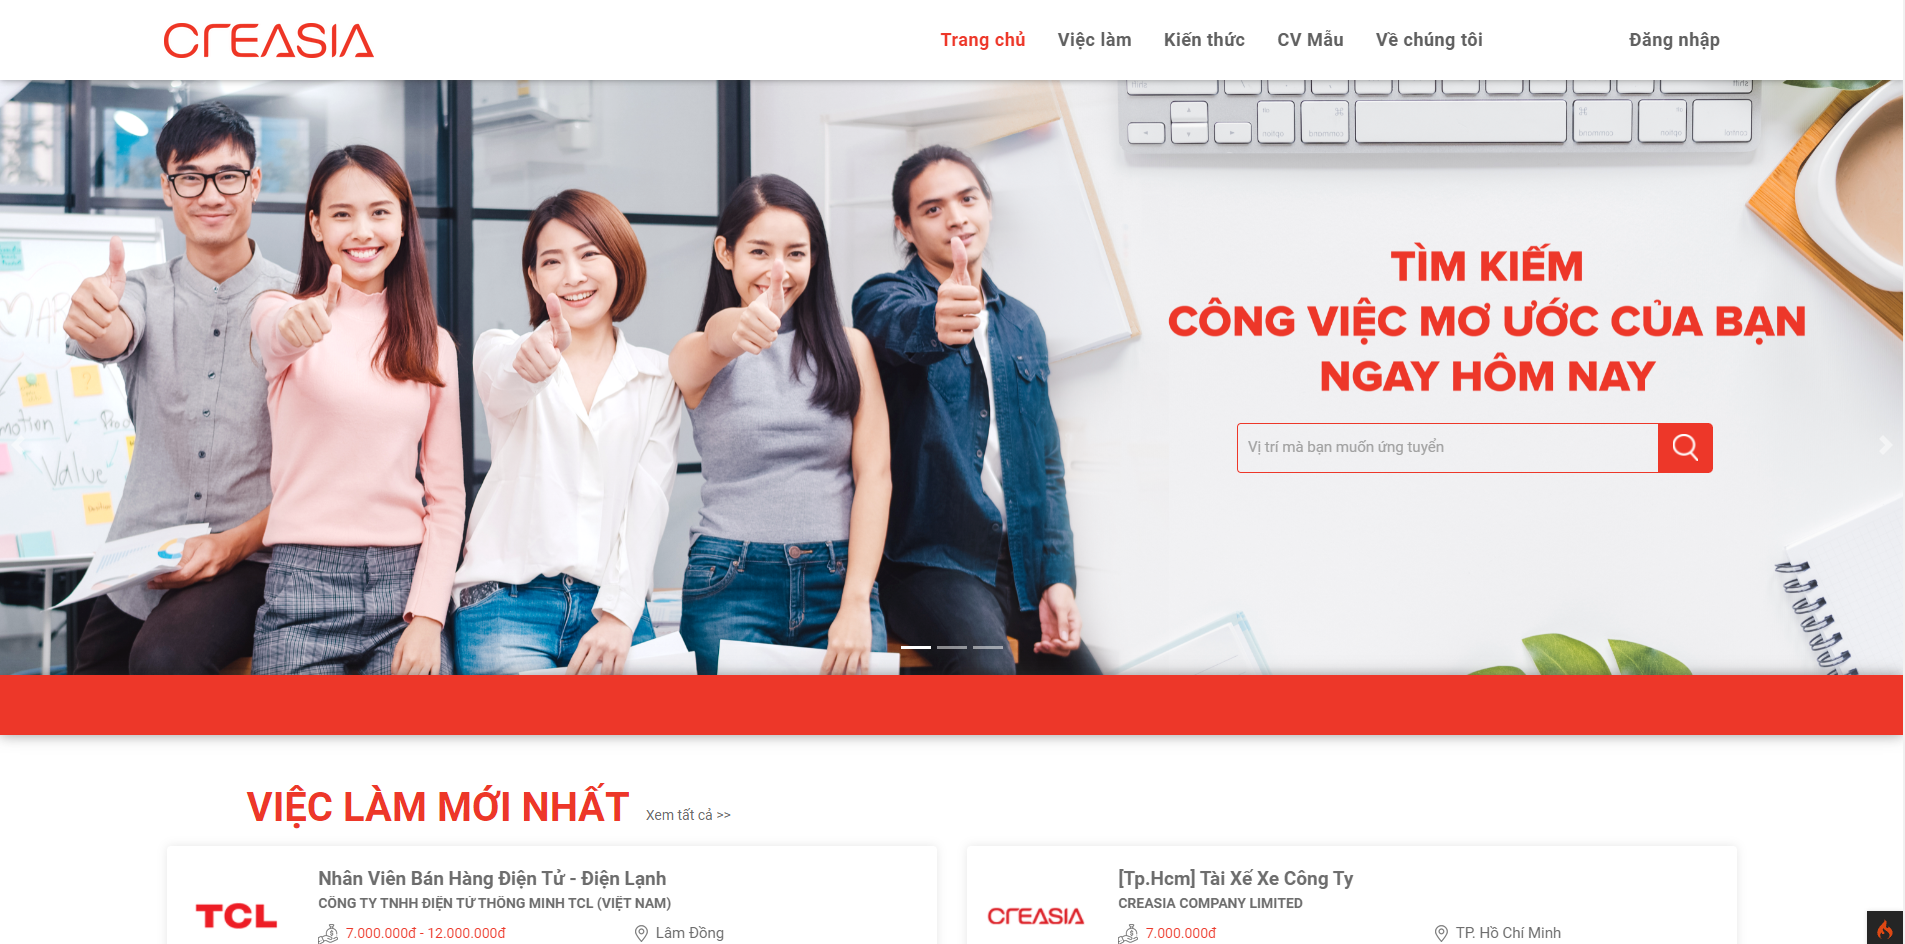 CREASIA
Trang chủ
Việc làm
Kiến thức
CV Mẫu
Về chúng tôi
Đăng nhập
TÌM KIẾM
CÔNG VIỆC MƠ ƯỚC CỦA BẠN
NGAY HÔM NAY
Vị trí mà bạn muốn ứng tuyển
Value
VIỆC LÀM MỚI NHẤT
Xem tất cả >>
TCL
Nhân Viên Bán Hàng Điện Tử - Điện Lạnh
CÔNG TY TNHH ĐIỆN TỬ THÔNG MINH TCL (VIỆT NAM)
7.000.000đ - 12.000.000đ
Lâm Đồng
CREASIA
[Tp.Hcm] Tài Xế Xe Công Ty
CREASIA COMPANY LIMITED
7.000.000đ
TP. Hồ Chí Minh